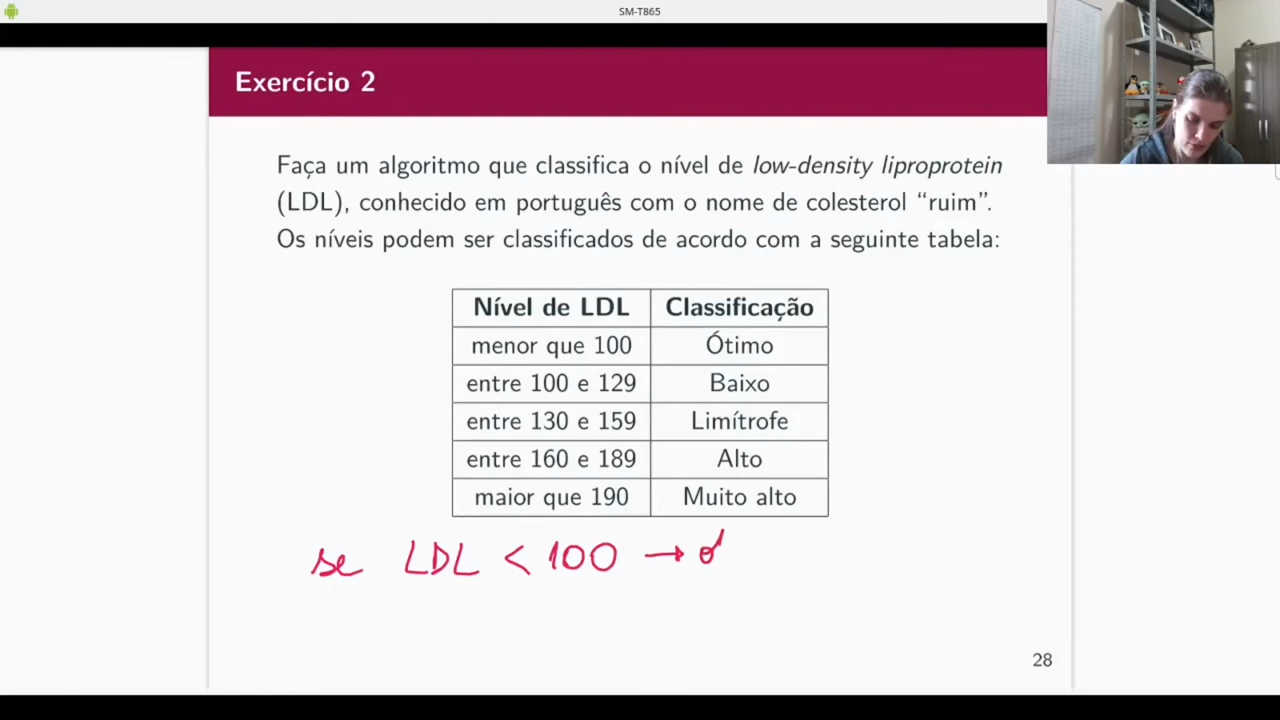 SM-T865
Exercício 2
Faça um algoritmo que classifica o nível de low-density liproprotein
(LDL), conhecido em português com o nome de colesterol “ruim”.
Os níveis podem ser classificados de acordo com a seguinte tabela:
Nível de LDL Classificação
menor que 100 Ótimo
entre 100 e 129 Baixo
entre 130 e 159 Limítrofe
entre 160 e 189 Alto
maior que 190 Muito alto
se LDL < 100 → ó
28